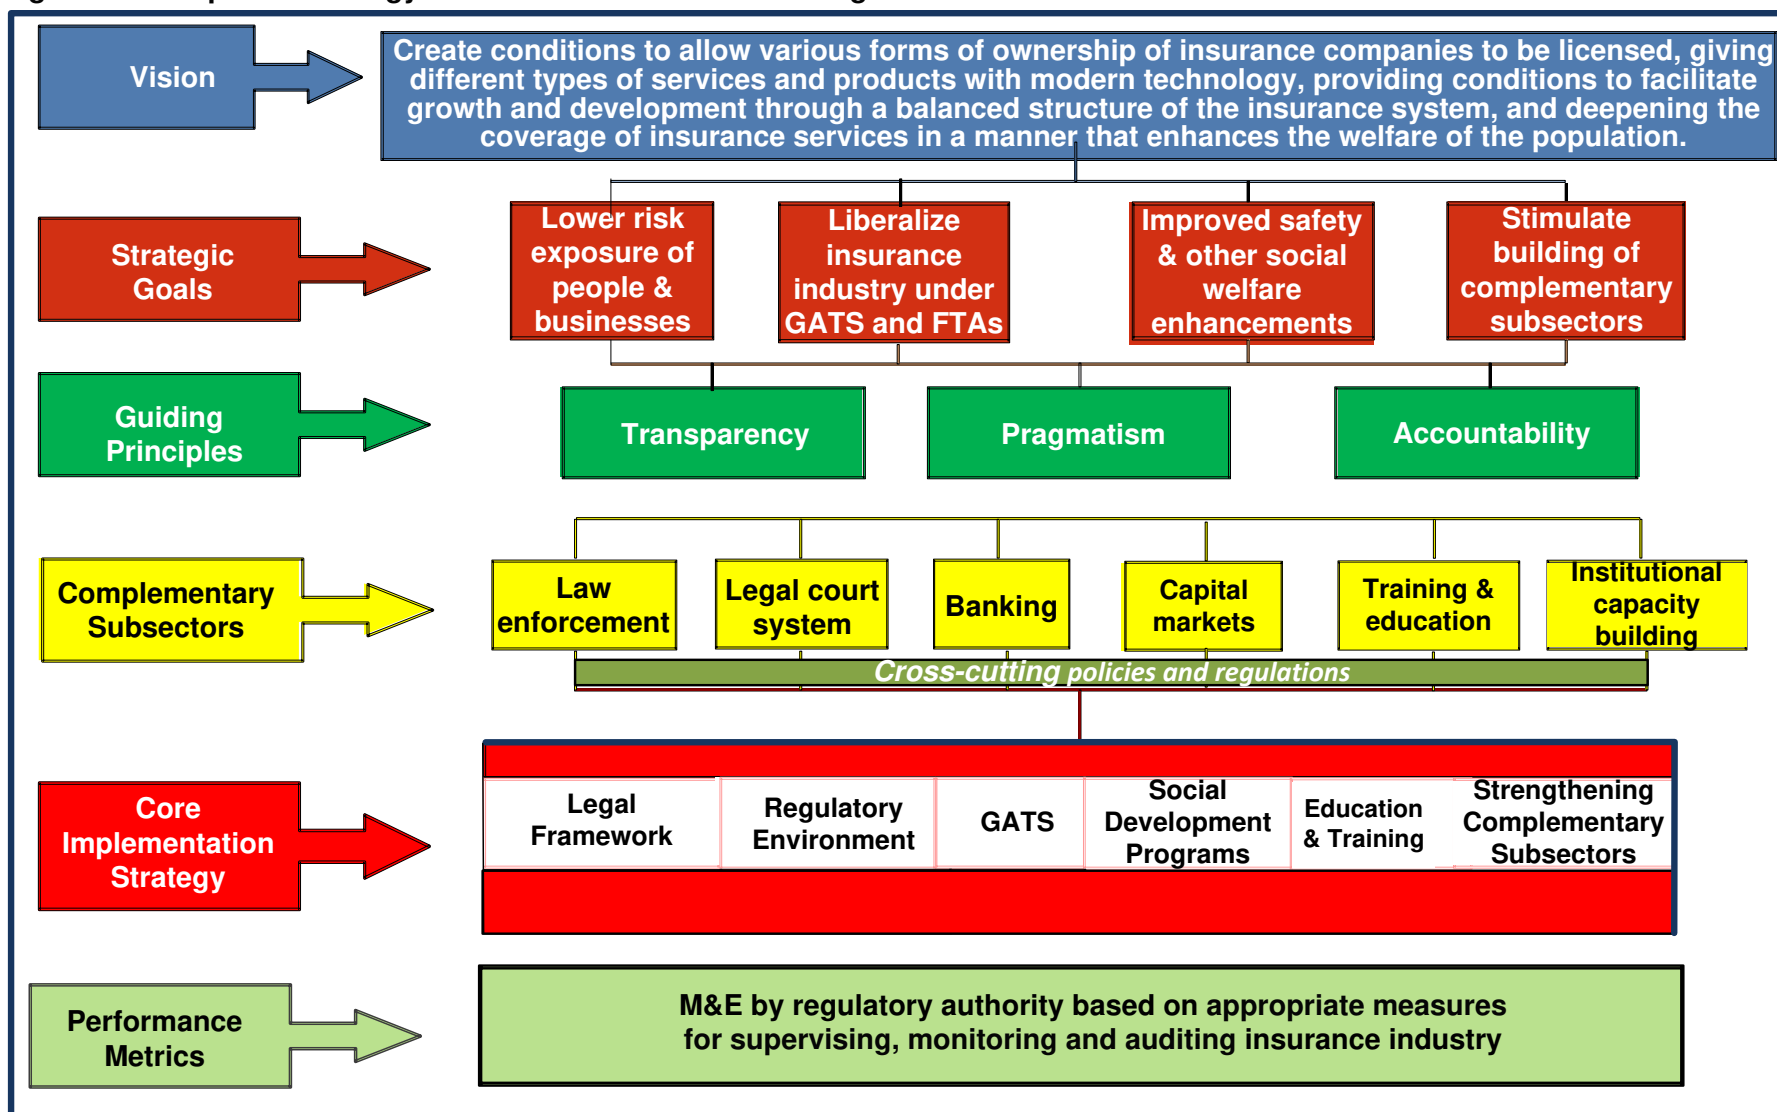 Vision
Create conditions to allow various forms of ownership of insurance companies to be licensed, giving
different types of services and products with modern technology, providing conditions to facilitate
growth and development through a balanced structure of the insurance system, and deepening the
coverage of insurance services in a manner that enhances the welfare of the population.
Strategic
Goals
Lower risk
exposure of
people &
businesses
Liberalize
insurance
industry under
GATS and FTAs
Improved safety
& other social
welfare
enhancements
Stimulate
building of
complementary
subsectors
Guiding
Principles
Transparency
Pragmatism
Accountability
Complementary
Subsectors
Law
enforcement
Legal court
system
Banking
Capital
markets
Training &
education
Institutional
capacity
building
Cross-cutting policies and regulations
Core
Implementation
Strategy
Legal
Framework
Regulatory
Environment
GATS
Social
Development
Programs
Education
& Training
Strengthening
Complementary
Subsectors
Performance
Metrics
M&E by regulatory authority based on appropriate measures
for supervising, monitoring and auditing insurance industry